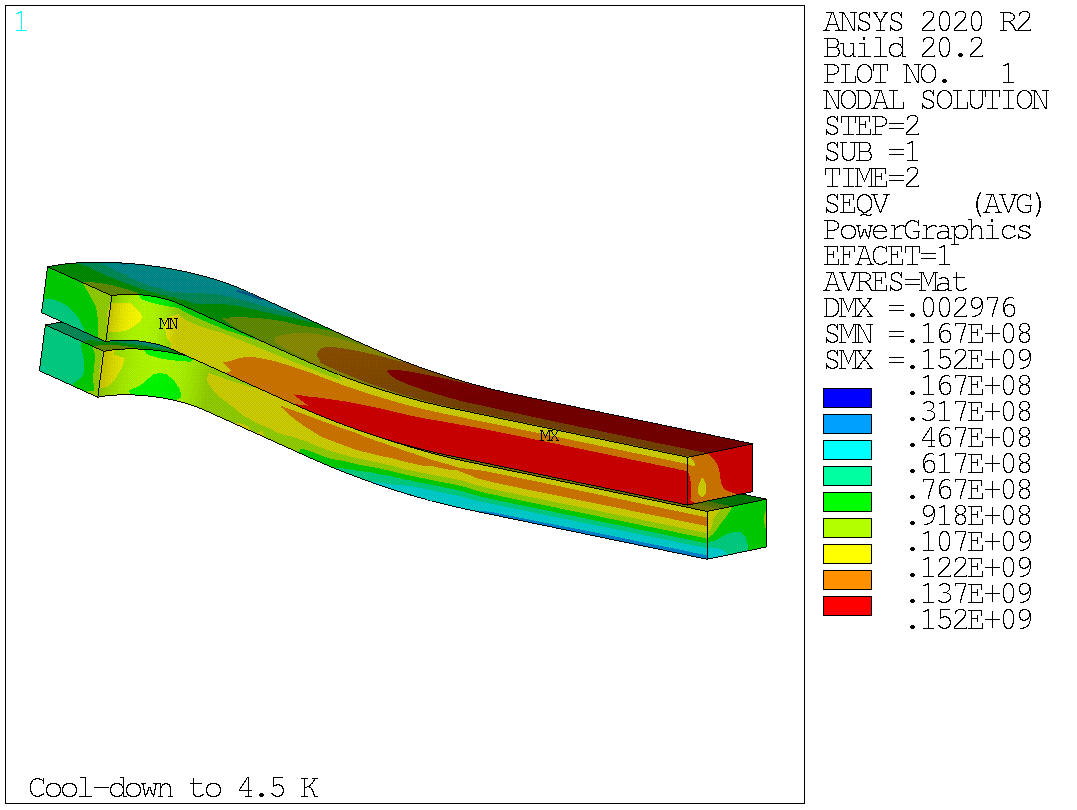 1
ANSYS 2020 R2
Build 20.2
PLOT NO. 1
NODAL SOLUTION
STEP=2
SUB =1
TIME=2
SEQV (AVG)
PowerGraphics
EFACET=1
AVRES=Mat
DMX =.002976
SMN =.167E+08
SMX =.152E+09
.167E+08
.317E+08
.467E+08
.617E+08
.767E+08
.918E+08
.107E+09
.122E+09
.137E+09
.152E+09
MN
MX
Cool-down to 4.5 K